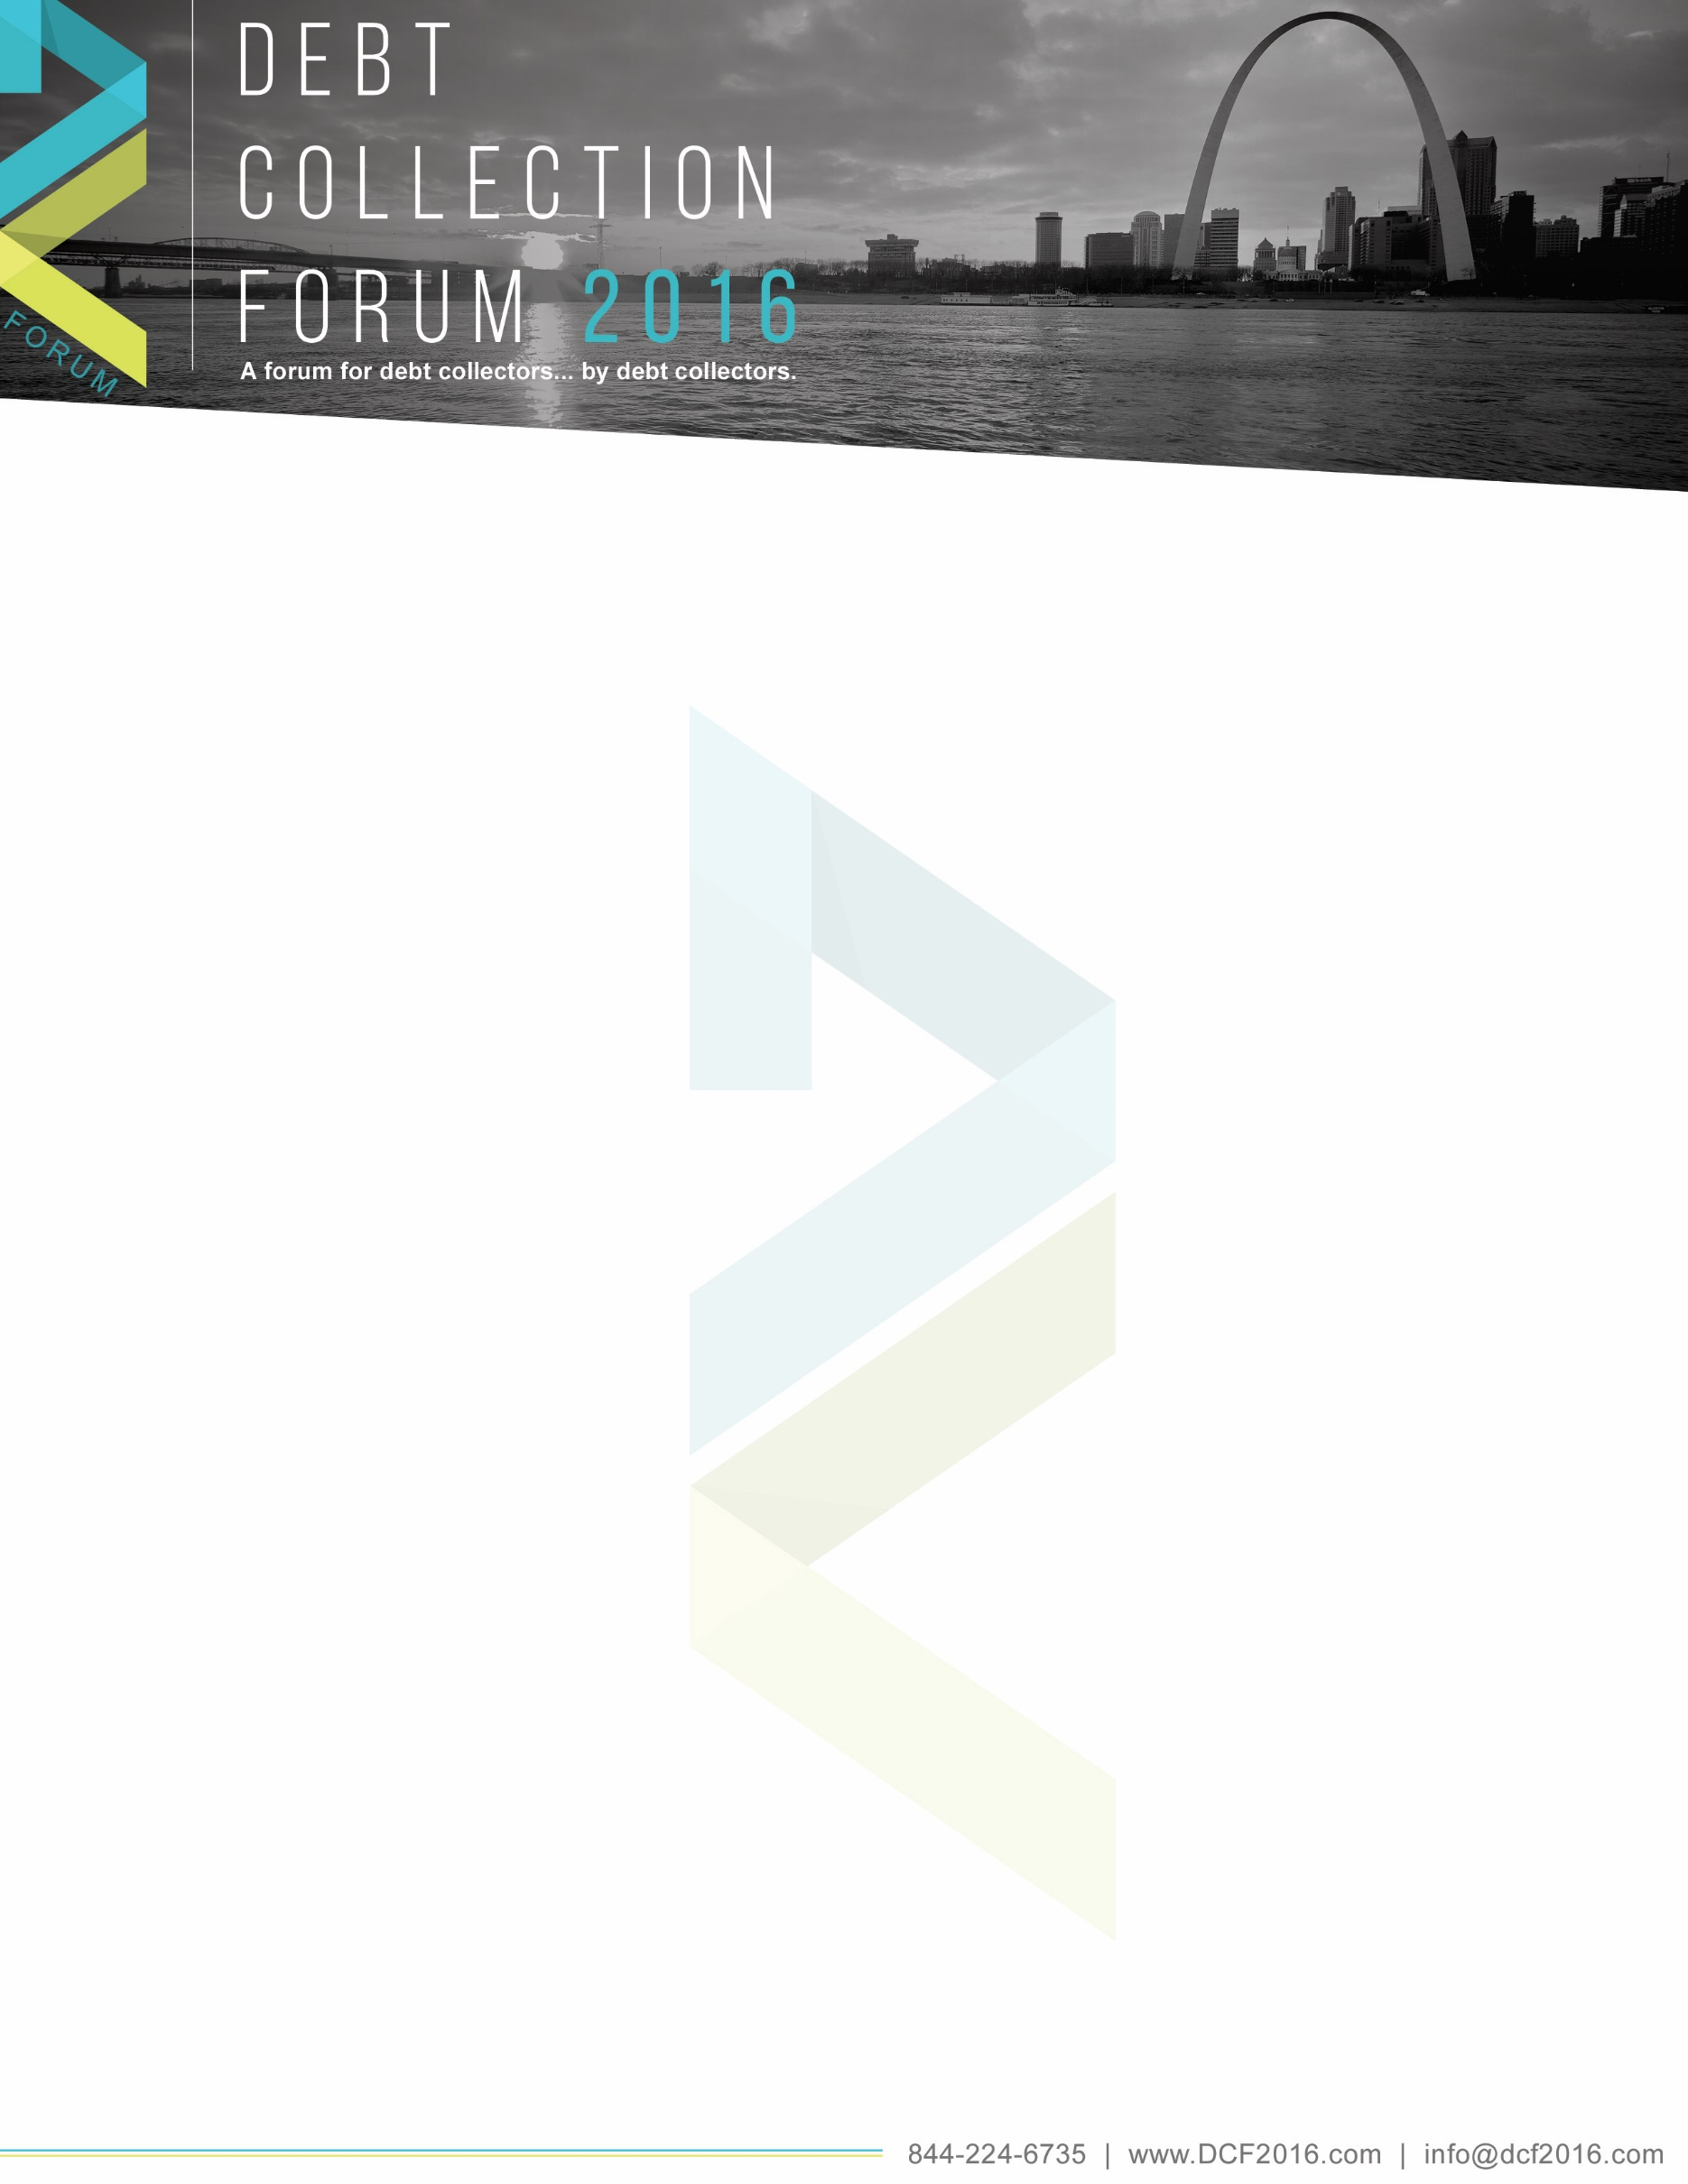 DEBT
COLLECTION
FORUM 2016
A forum for debt collectors... by debt collectors.
FORUM
844-224-6735 | www.DCF2016.com | info@dcf2016.com